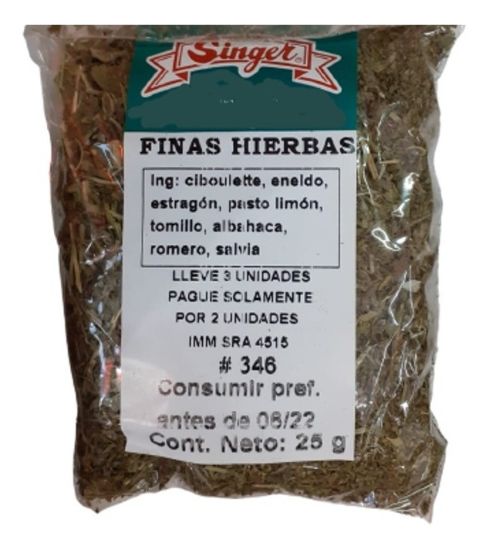 Singer
FINAS HIERBAS
Ing: ciboulette, eneldo,
estragón, pasto limón,
tomillo, albahaca,
romero, salvia
LLEVE 3 UNIDADES
PAGUE SOLAMENTE
POR 2 UNIDADES
IMM SRA 4515
# 346
Consumir pref.
antes de 06/22
Cont. Neto: 25 g